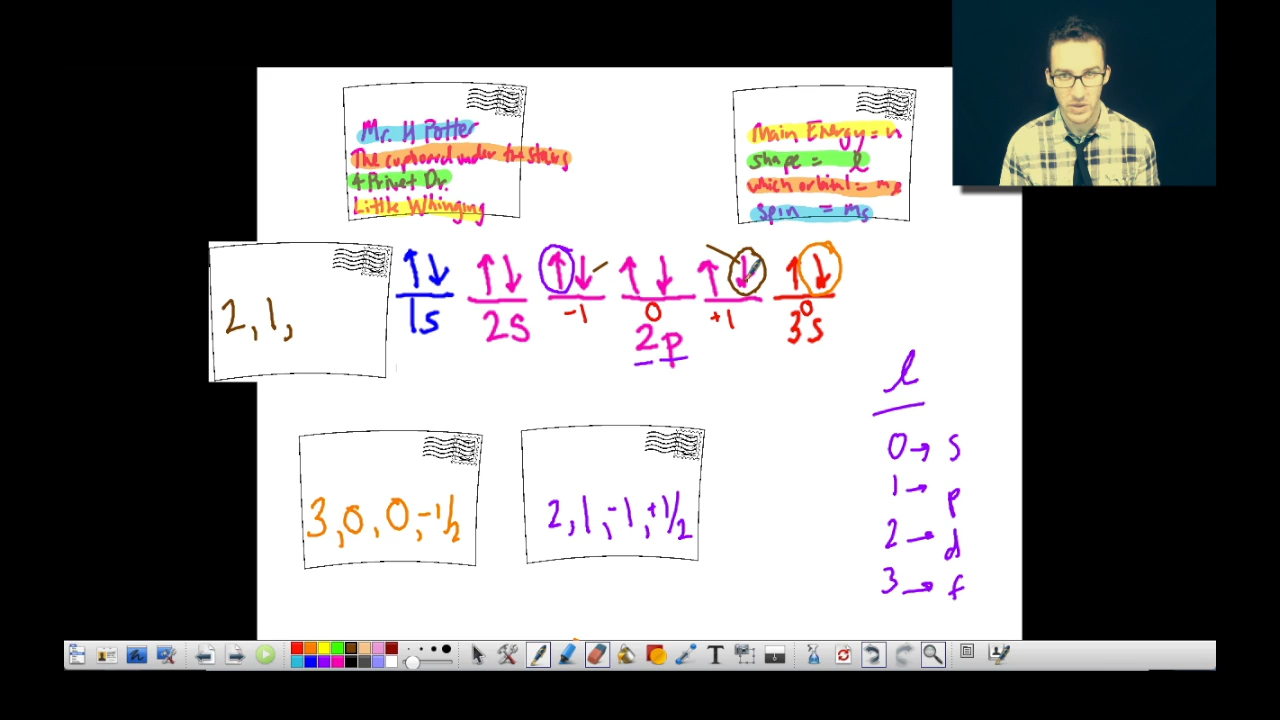 Mr. H Potter
The cupboard under the stairs
4 Privet Dr.
Little Whinging
Main Energy = n
shape = l
which orbital = ml
spin = ms
2, 1,
↑↓ ↑↓ ↑↓ ↑↓ ↑↓ ↑↓
-1 0 +1 0
1s 2s 2p 3s
l
0→ s
1→ p
2→ d
3→ f
3, 0, 0, -1/2
2, 1, -1, +1/2
T